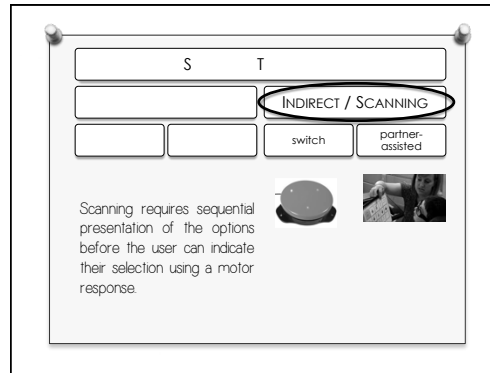 S T
INDIRECT / SCANNING
switch
partner-
assisted
Scanning requires sequential
presentation of the options
before the user can indicate
their selection using a motor
response.